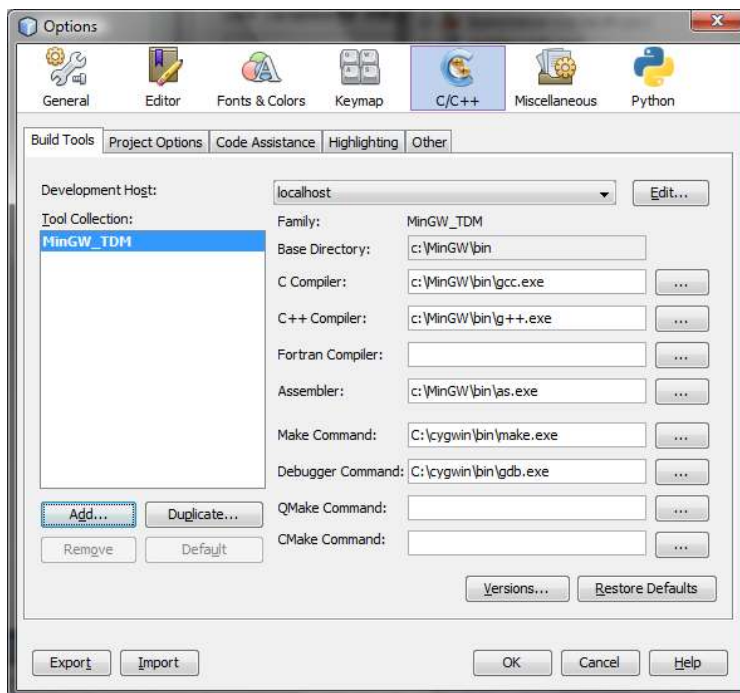 Options
General Editor Fonts & Colors Keymap C/C++ Miscellaneous Python
Build Tools Project Options Code Assistance Highlighting Other
Development Host: localhost Edit...
Tool Collection: Family: MinGW_TDM
MinGW_TDM Base Directory: c:\MinGW\bin
C Compiler: c:\MinGW\bin\gcc.exe ...
C++ Compiler: c:\MinGW\bin\g++.exe ...
Fortran Compiler: ...
Assembler: c:\MinGW\bin\as.exe ...
Make Command: C:\cygwin\bin\make.exe ...
Debugger Command: C:\cygwin\bin\gdb.exe ...
Add... Duplicate... QMake Command: ...
Remove Default CMake Command: ...
Versions... Restore Defaults
Export Import OK Cancel Help